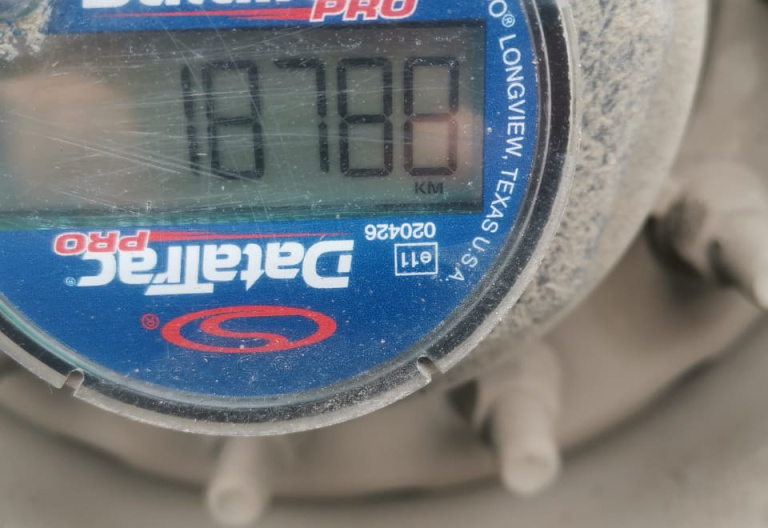 PRO
18788
KM
® LONGVIEW, TEXAS U.S.A
020426
e11
DataTrac® PRO
®